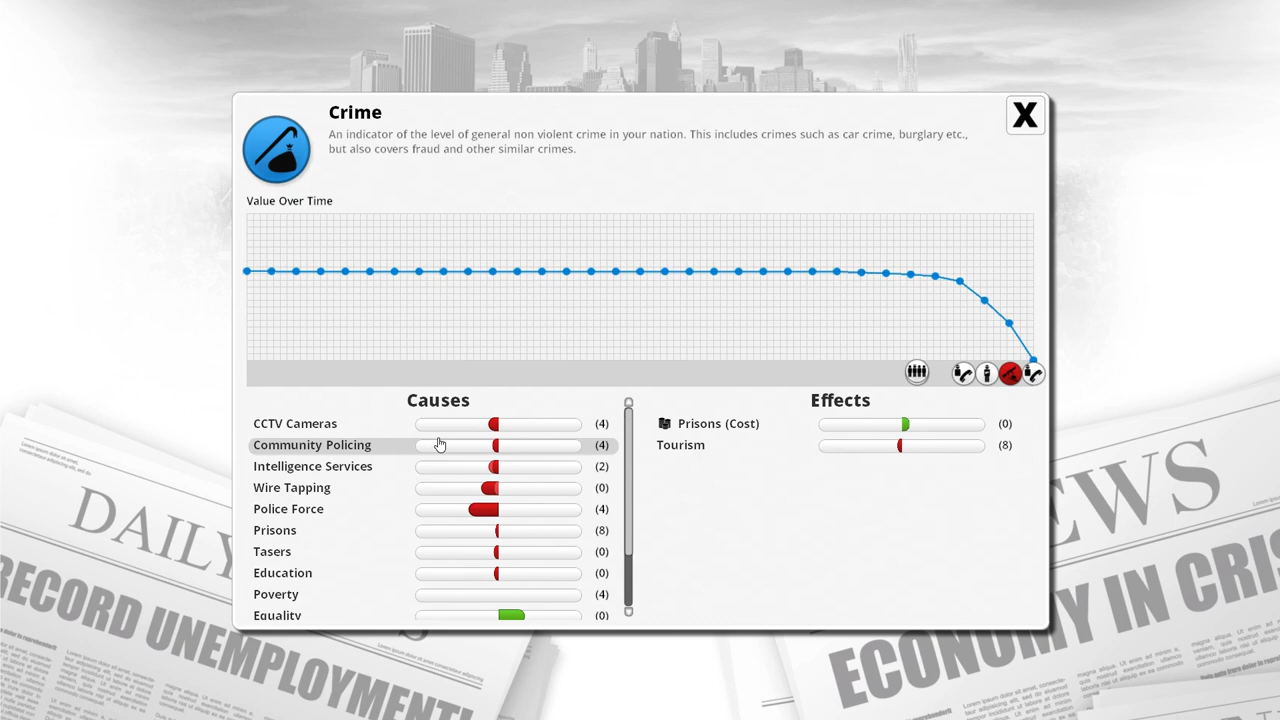 Crime
X
An indicator of the level of general non violent crime in your nation. This includes crimes such as car crime, burglary etc.,
but also covers fraud and other similar crimes.
Value Over Time
Causes
CCTV Cameras (4)
Community Policing (4)
Intelligence Services (2)
Wire Tapping (0)
Police Force (4)
Prisons (8)
Tasers (0)
Education (0)
Poverty (4)
Equality (0)
Effects
Prisons (Cost) (0)
Tourism (8)
DAILY
RECORD UNEMPLOYMENT!
EWS
ECONOMY IN CRIS